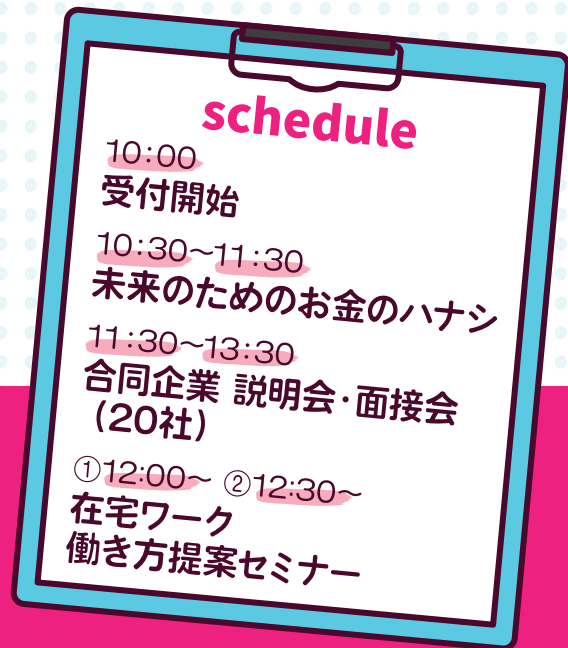 schedule
10:00
受付開始
10:30〜11:30
未来のためのお金のハナシ
11:30〜13:30
合同企業 説明会・面接会
(20社)
①12:00〜 ②12:30〜
在宅ワーク
働き方提案セミナー